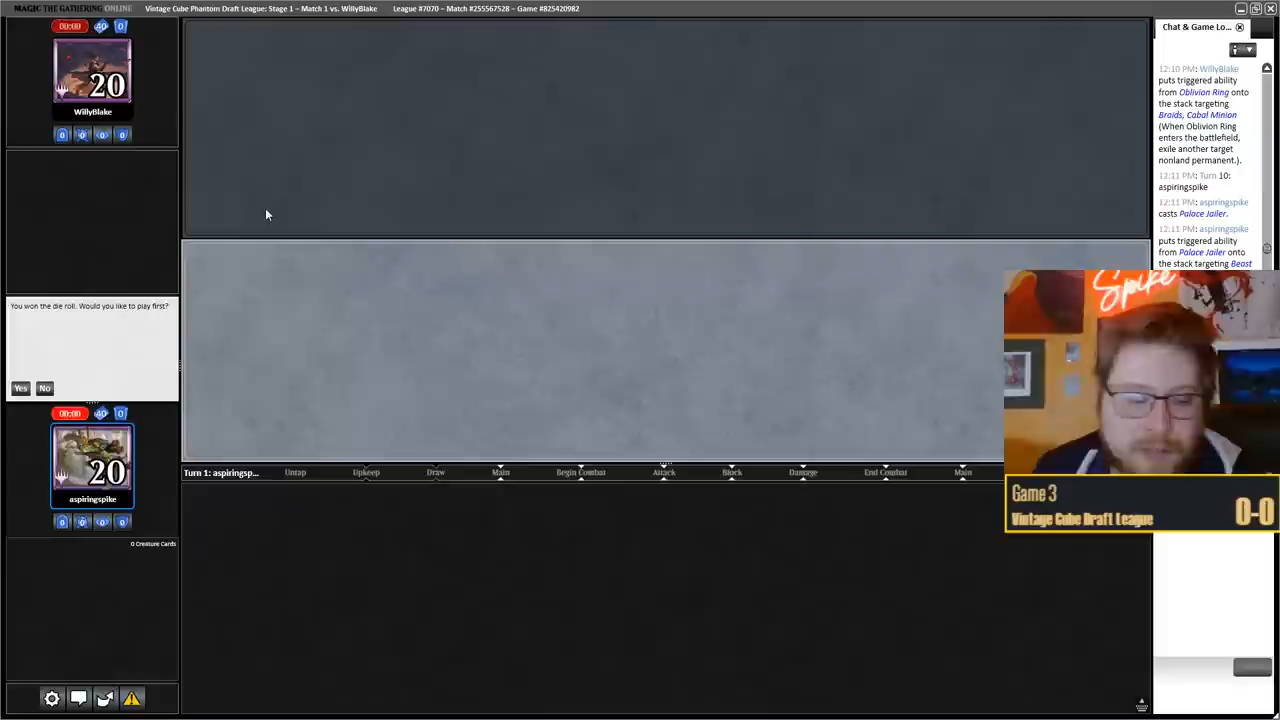 MAGIC THE GATHERING ONLINE
Vintage Cube Phantom Draft League: Stage 1 – Match 1 vs. WillyBlake
League #7070 – Match #255567528 – Game #825420982
00:00 40 0
20
WillyBlake
0 0 0 0
You won the die roll. Would you like to play first?
Yes No
00:00 40 0
20
aspiringspike
0 0 0 0
0 Creature Cards
Turn 1: aspiringsp... Untap Upkeep Draw Main Begin Combat Attack Block Damage End Combat Main
Chat & Game Lo...
12:10 PM: WillyBlake
puts triggered ability
from Oblivion Ring onto
the stack targeting
Braids, Cabal Minion
(When Oblivion Ring
enters the battlefield,
exile another target
nonland permanent.).
12:11 PM: Turn 10:
aspiringspike
12:11 PM: aspiringspike
casts Palace Jailer.
12:11 PM: aspiringspike
puts triggered ability
from Palace Jailer onto
the stack targeting Beast
Spike
Game 3
Vintage Cube Draft League
0-0